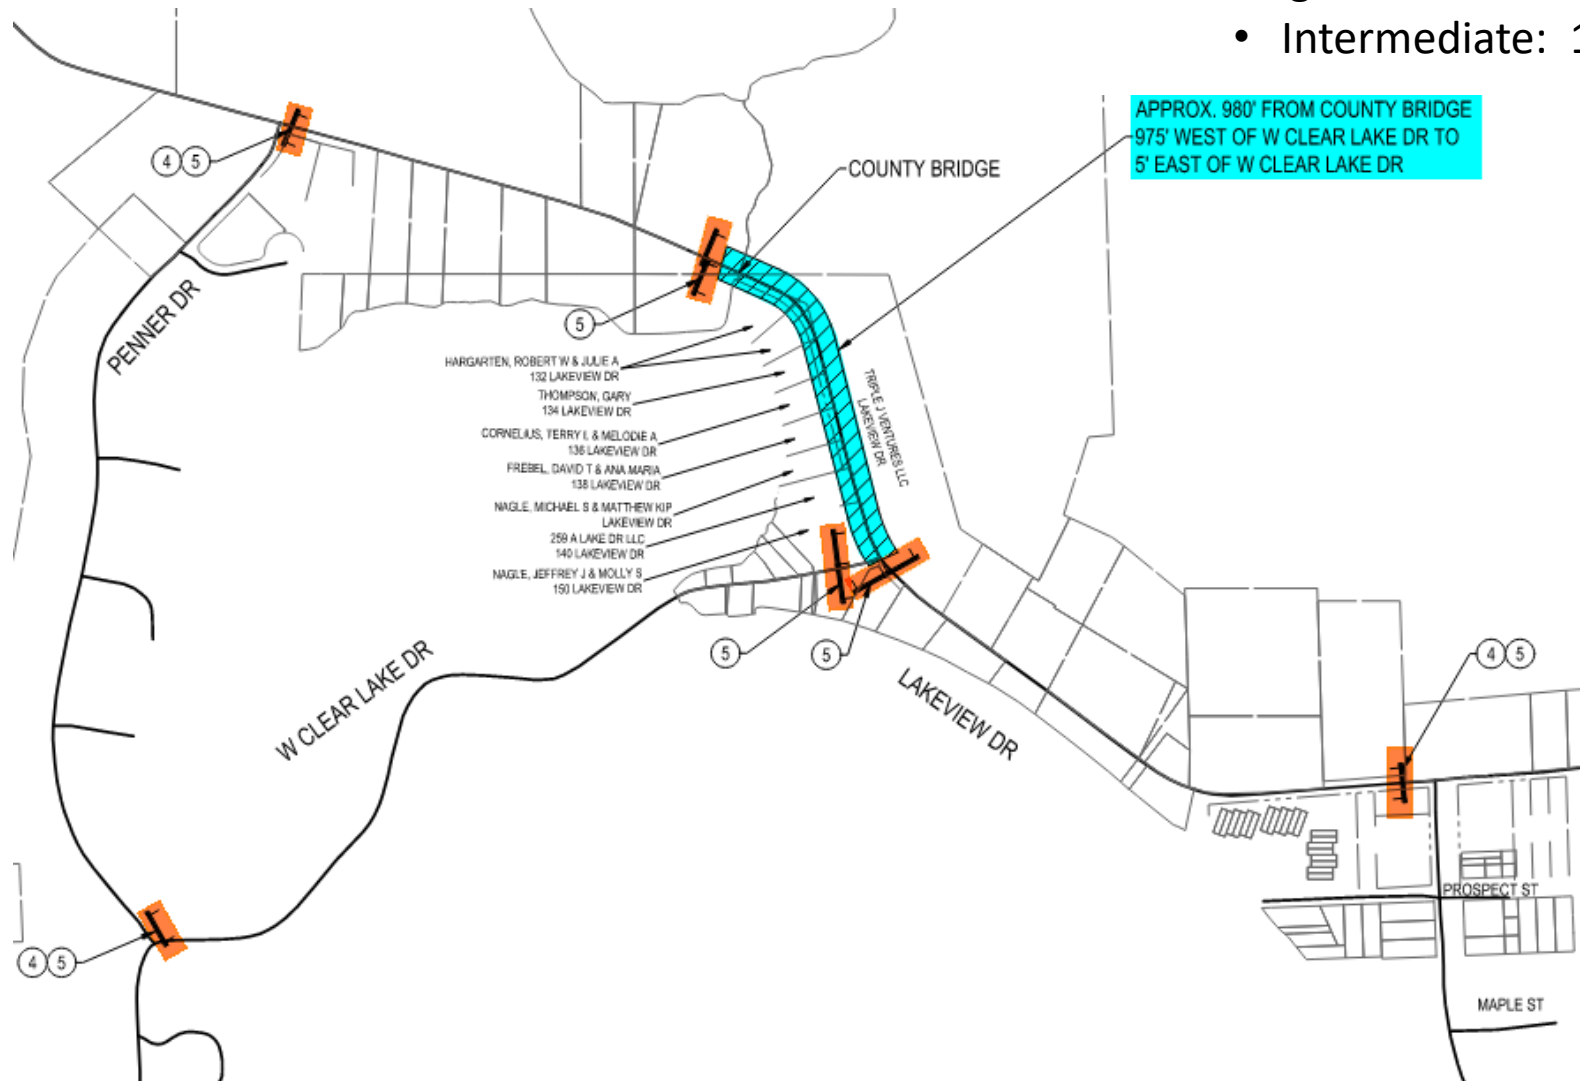 • Intermediate: 1
APPROX. 980' FROM COUNTY BRIDGE
975' WEST OF W CLEAR LAKE DR TO
5' EAST OF W CLEAR LAKE DR
4 5
COUNTY BRIDGE
5
PENNER DR
HARGARTEN, ROBERT W & JULIE A
132 LAKEVIEW DR
THOMPSON, GARY
134 LAKEVIEW DR
CORNELIUS, TERRY L & MELODIE A
136 LAKEVIEW DR
FREBEL, DAVID T & ANA MARIA
138 LAKEVIEW DR
NAGLE, MICHAEL S & MATTHEW KIP
LAKEVIEW DR
259 A LAKE DR LLC
140 LAKEVIEW DR
NAGLE, JEFFREY J & MOLLY S
150 LAKEVIEW DR
TRIPLE J VENTURES LLC
LAKEVIEW DR
5
5
W CLEAR LAKE DR
LAKEVIEW DR
4 5
PROSPECT ST
4 5
MAPLE ST